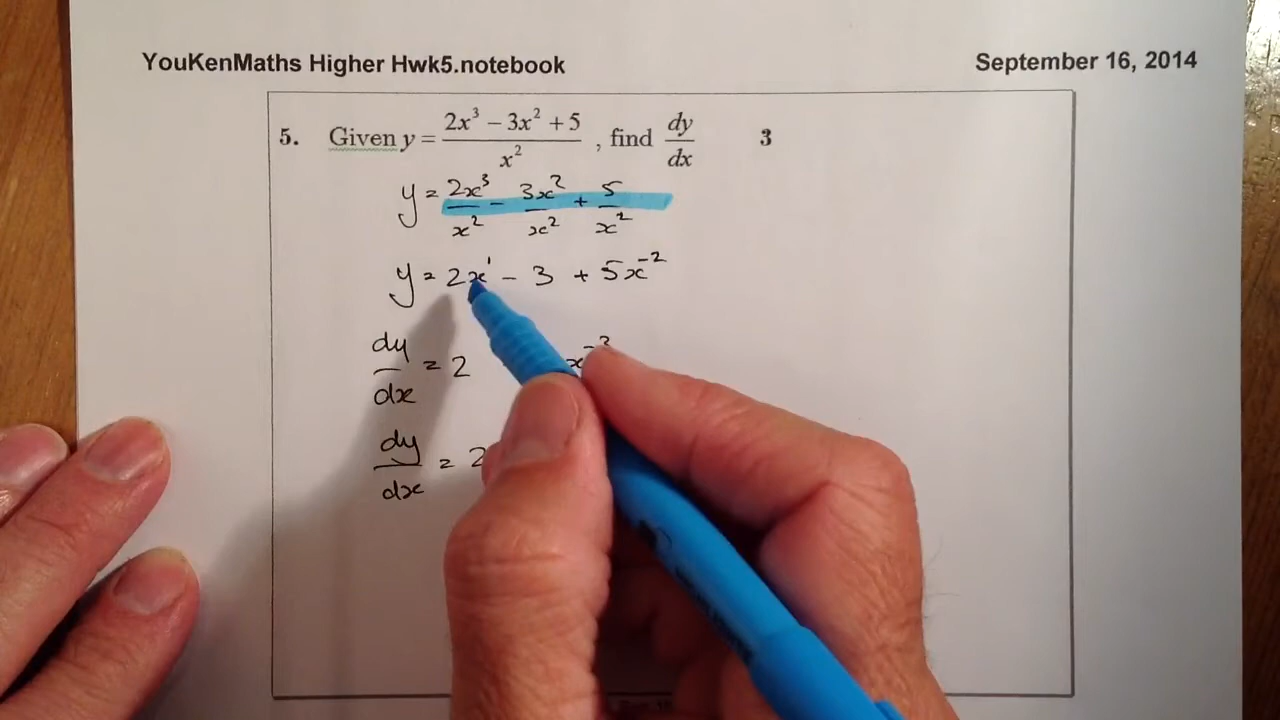 YouKenMaths Higher Hwk5.notebook September 16, 2014
5. Given y = (2x³ − 3x² + 5)/x² , find dy/dx 3
y = 2x³/x² − 3x²/x² + 5/x²
y = 2x¹ − 3 + 5x⁻²
dy/dx = 2 x⁻³
dy/dx = 2